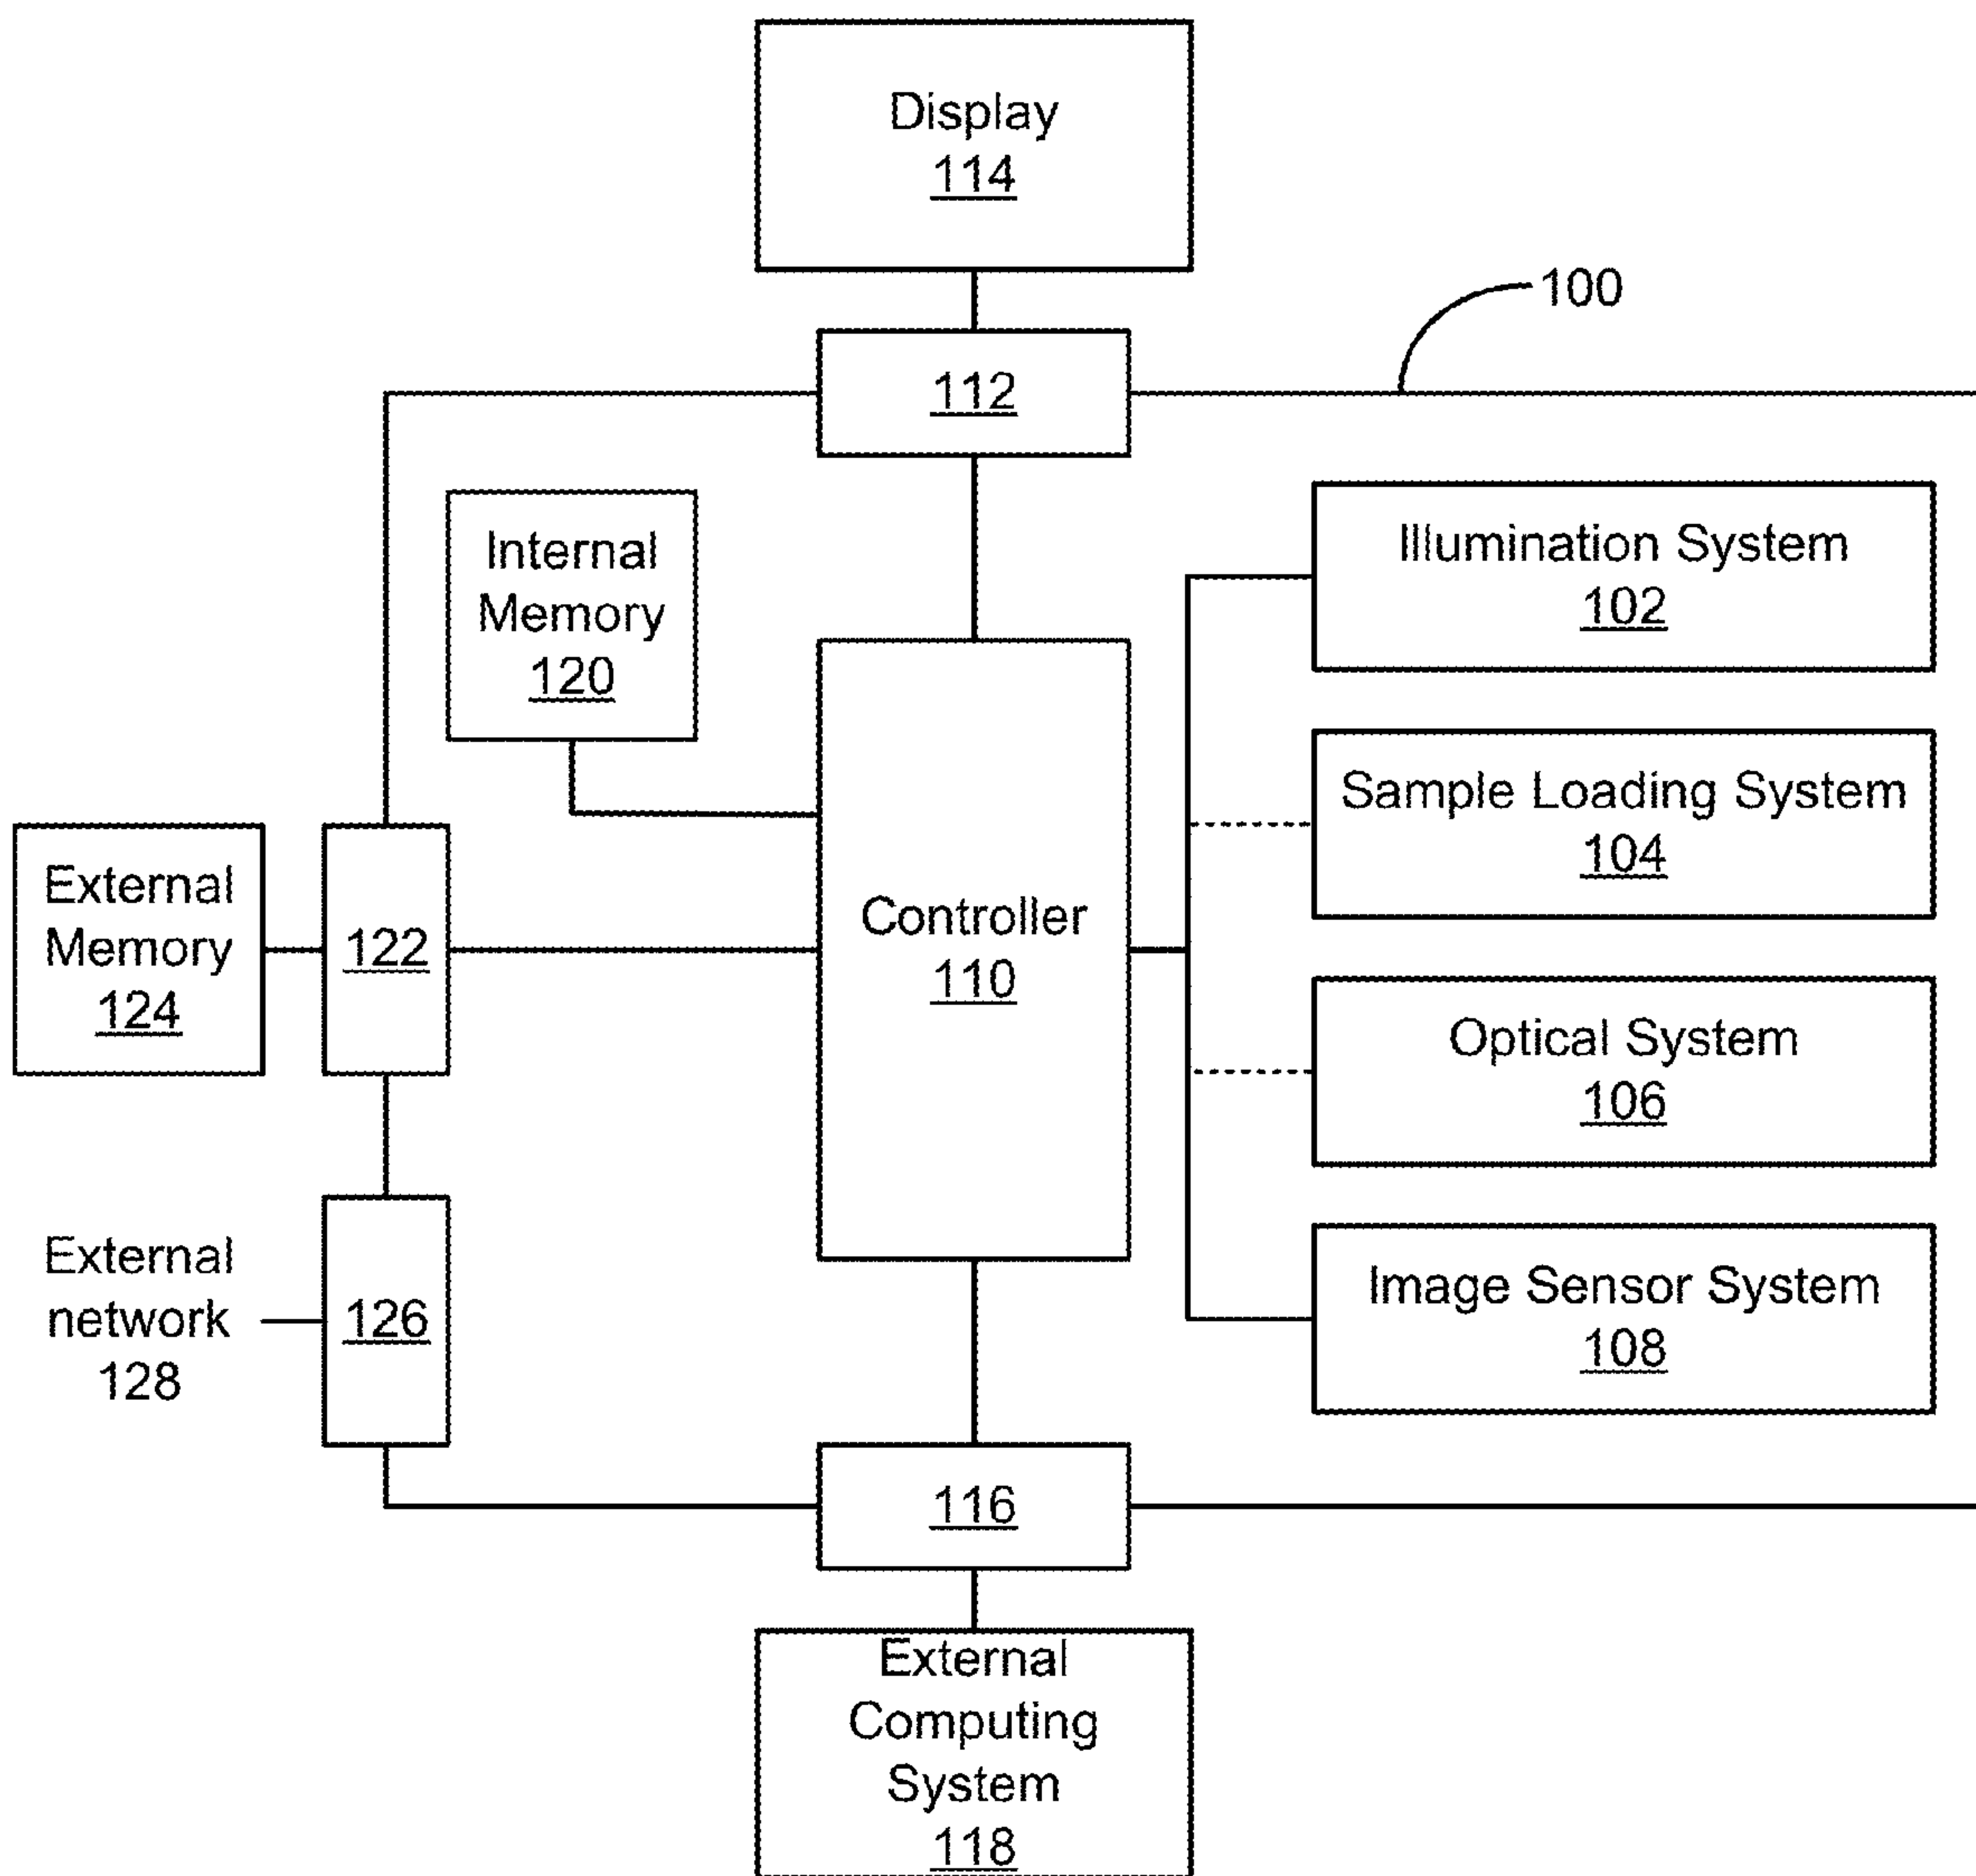 Display
114
100
112
Internal
Memory
120
Illumination System
102
Sample Loading System
104
External
Memory
124
122
Controller
110
Optical System
106
External
network
128
126
Image Sensor System
108
116
External
Computing
System
118